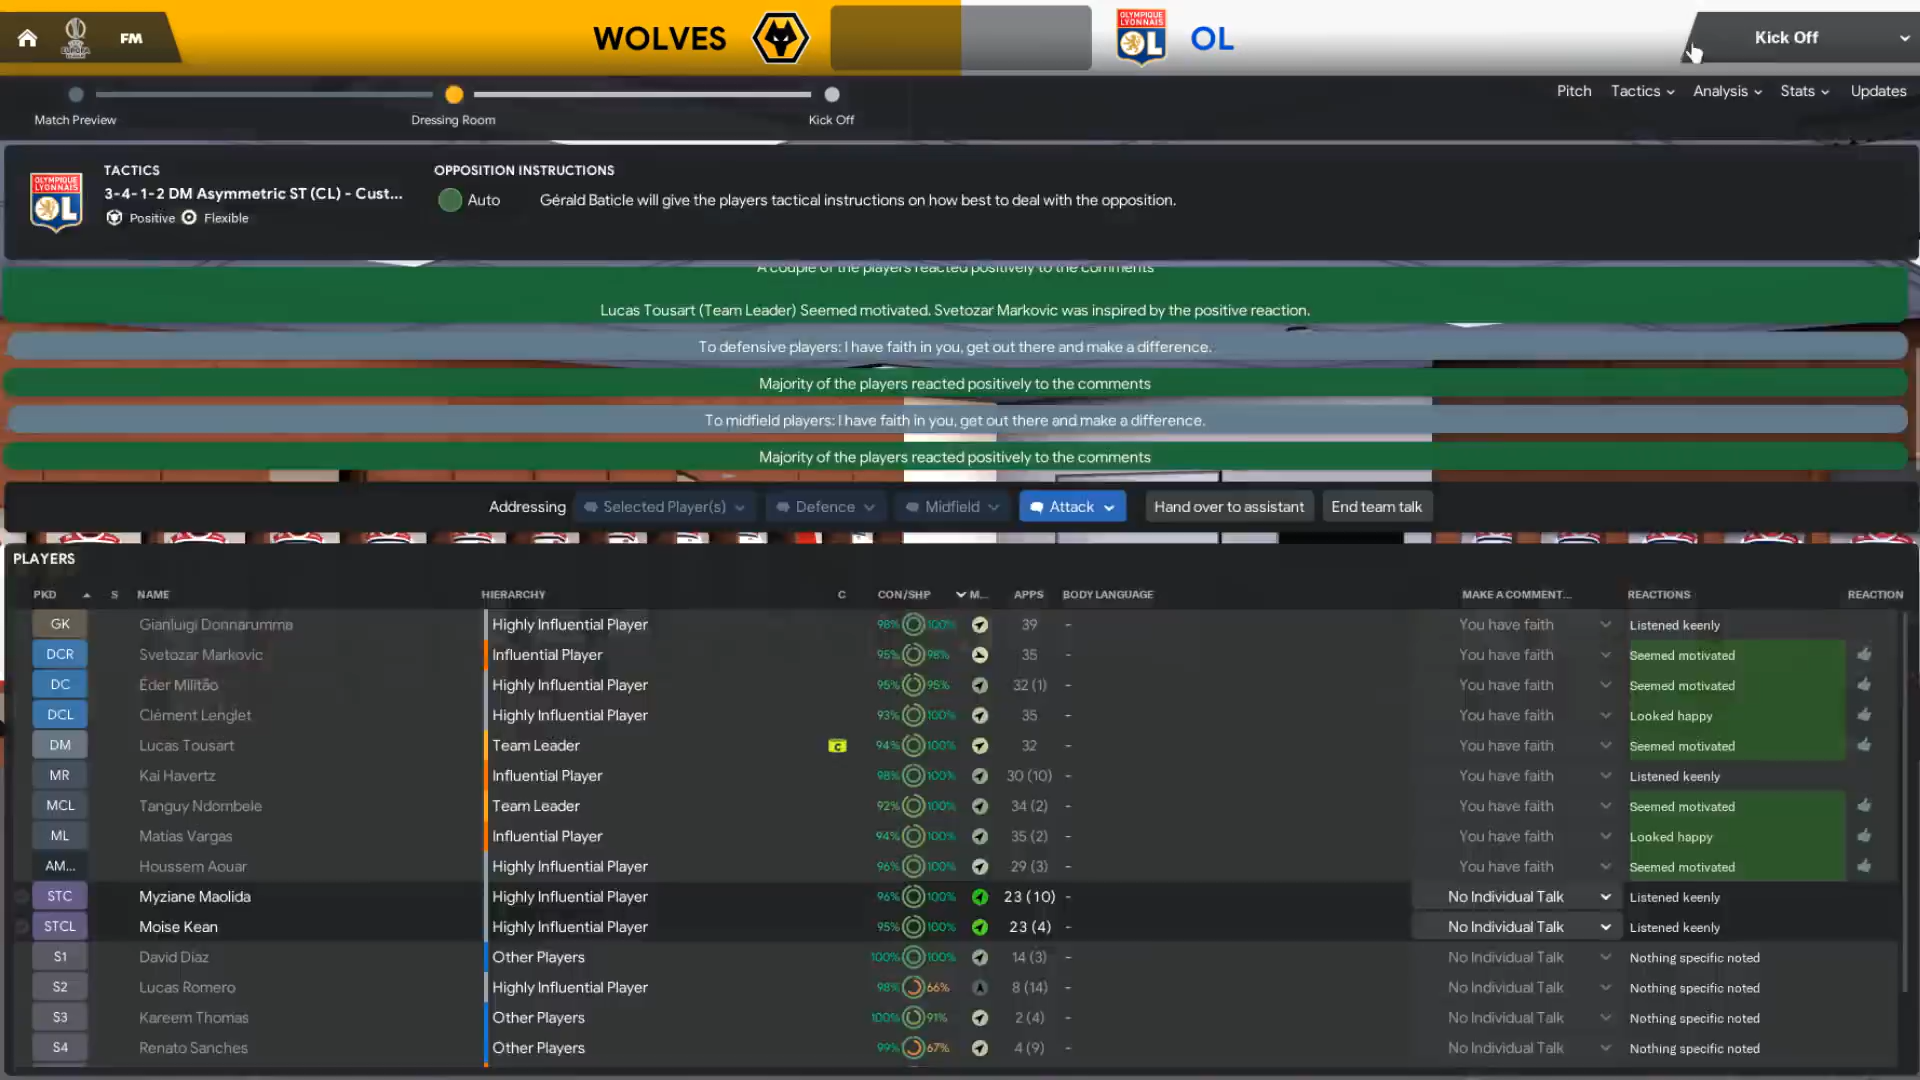 FM
WOLVES
OLYMPIQUE LYONNAIS
OL
OL
Kick Off
Match Preview
Dressing Room
Kick Off
Pitch
Tactics
Analysis
Stats
Updates
OLYMPIQUE LYONNAIS
OL
TACTICS
3-4-1-2 DM Asymmetric ST (CL) - Cust...
Positive
Flexible
OPPOSITION INSTRUCTIONS
Auto
Gérald Baticle will give the players tactical instructions on how best to deal with the opposition.
A couple of the players reacted positively to the comments
Lucas Tousart (Team Leader) Seemed motivated. Svetozar Markovic was inspired by the positive reaction.
To defensive players: I have faith in you, get out there and make a difference.
Majority of the players reacted positively to the comments
To midfield players: I have faith in you, get out there and make a difference.
Majority of the players reacted positively to the comments
Addressing
Selected Player(s)
Defence
Midfield
Attack
Hand over to assistant
End team talk
PLAYERS
PKD S NAME HIERARCHY C CON/SHP M... APPS BODY LANGUAGE MAKE A COMMENT... REACTIONS REACTION
GK Gianluigi Donnarumma Highly Influential Player 98% 100% 39 - You have faith Listened keenly
DCR Svetozar Markovic Influential Player 95% 98% 35 - You have faith Seemed motivated
DC Éder Militão Highly Influential Player 95% 95% 32 (1) - You have faith Seemed motivated
DCL Clément Lenglet Highly Influential Player 93% 100% 35 - You have faith Looked happy
DM Lucas Tousart Team Leader C 94% 100% 32 - You have faith Seemed motivated
MR Kai Havertz Influential Player 98% 100% 30 (10) - You have faith Listened keenly
MCL Tanguy Ndombele Team Leader 92% 100% 34 (2) - You have faith Seemed motivated
ML Matías Vargas Influential Player 94% 100% 35 (2) - You have faith Looked happy
AM... Houssem Aouar Highly Influential Player 96% 100% 29 (3) - You have faith Seemed motivated
STC Myziane Maolida Highly Influential Player 96% 100% 23 (10) - No Individual Talk Listened keenly
STCL Moise Kean Highly Influential Player 95% 100% 23 (4) - No Individual Talk Listened keenly
S1 David Díaz Other Players 100% 100% 14 (3) - No Individual Talk Nothing specific noted
S2 Lucas Romero Highly Influential Player 98% 66% 8 (14) - No Individual Talk Nothing specific noted
S3 Kareem Thomas Other Players 100% 91% 2 (4) - No Individual Talk Nothing specific noted
S4 Renato Sanches Other Players 99% 67% 4 (9) - No Individual Talk Nothing specific noted